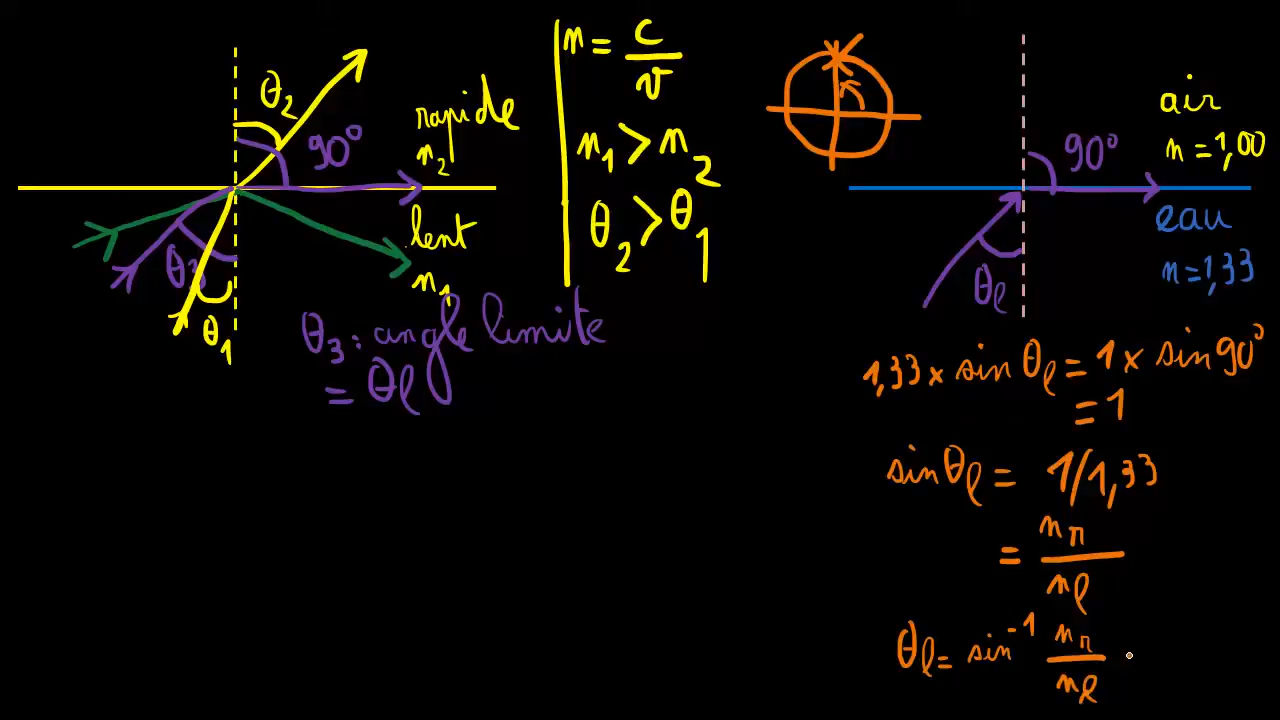 θ2
90°
rapide
n2
lent
n1
θ3
θ1
θ3 : angle limite
= θl
n = c/v
n1 > n2
θ2 > θ1
air
n = 1,00
90°
eau
n = 1,33
θl
1,33 × sin θl = 1 × sin 90°
= 1
sin θl = 1/1,33
= nr/nl
θl = sin⁻¹ nr/nl